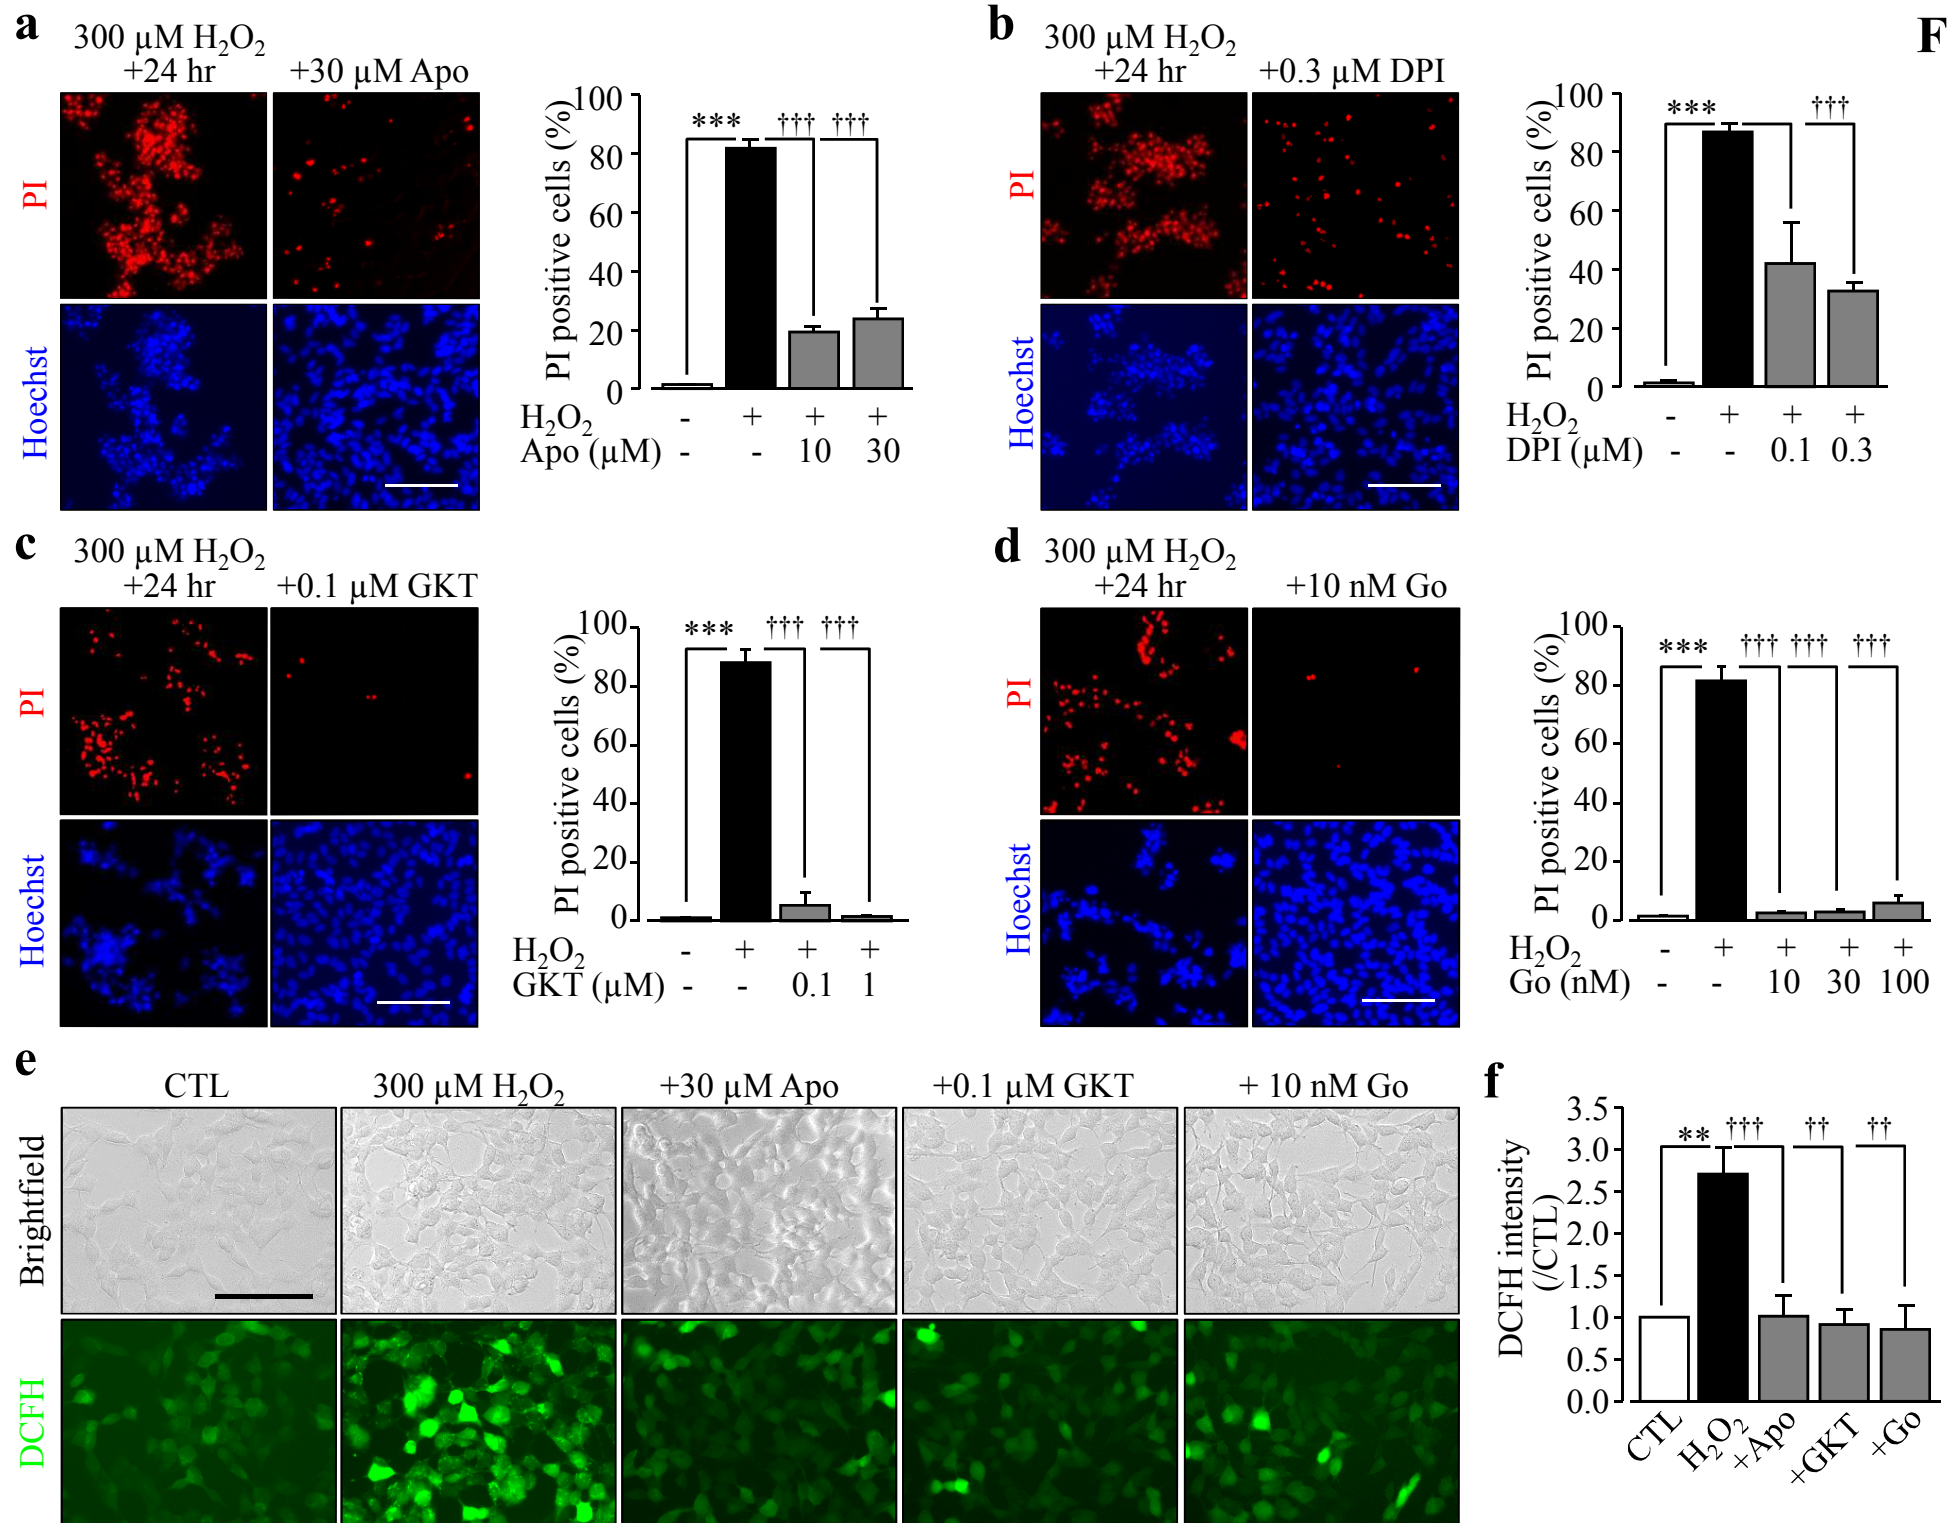 a
300 µM H₂O₂
+24 hr
+30 µM Apo
PI
Hoechst
PI positive cells (%)
100
80
60
40
20
0
*** ††† †††
H₂O₂ - + + +
Apo (µM) - - 10 30
b
300 µM H₂O₂
+24 hr
+0.3 µM DPI
PI
Hoechst
PI positive cells (%)
100
80
60
40
20
0
*** †††
H₂O₂ - + + +
DPI (µM) - - 0.1 0.3
F
c
300 µM H₂O₂
+24 hr
+0.1 µM GKT
PI
Hoechst
PI positive cells (%)
100
80
60
40
20
0
*** ††† †††
H₂O₂ - + + +
GKT (µM) - - 0.1 1
d
300 µM H₂O₂
+24 hr
+10 nM Go
PI
Hoechst
PI positive cells (%)
100
80
60
40
20
0
*** ††† ††† †††
H₂O₂ - + + + +
Go (nM) - - 10 30 100
e
CTL
300 µM H₂O₂
+30 µM Apo
+0.1 µM GKT
+ 10 nM Go
Brightfield
DCFH
f
DCFH intensity
(/CTL)
3.5
3.0
2.5
2.0
1.5
1.0
0.5
0.0
** ††† †† ††
CTL
H₂O₂
+Apo
+GKT
+Go